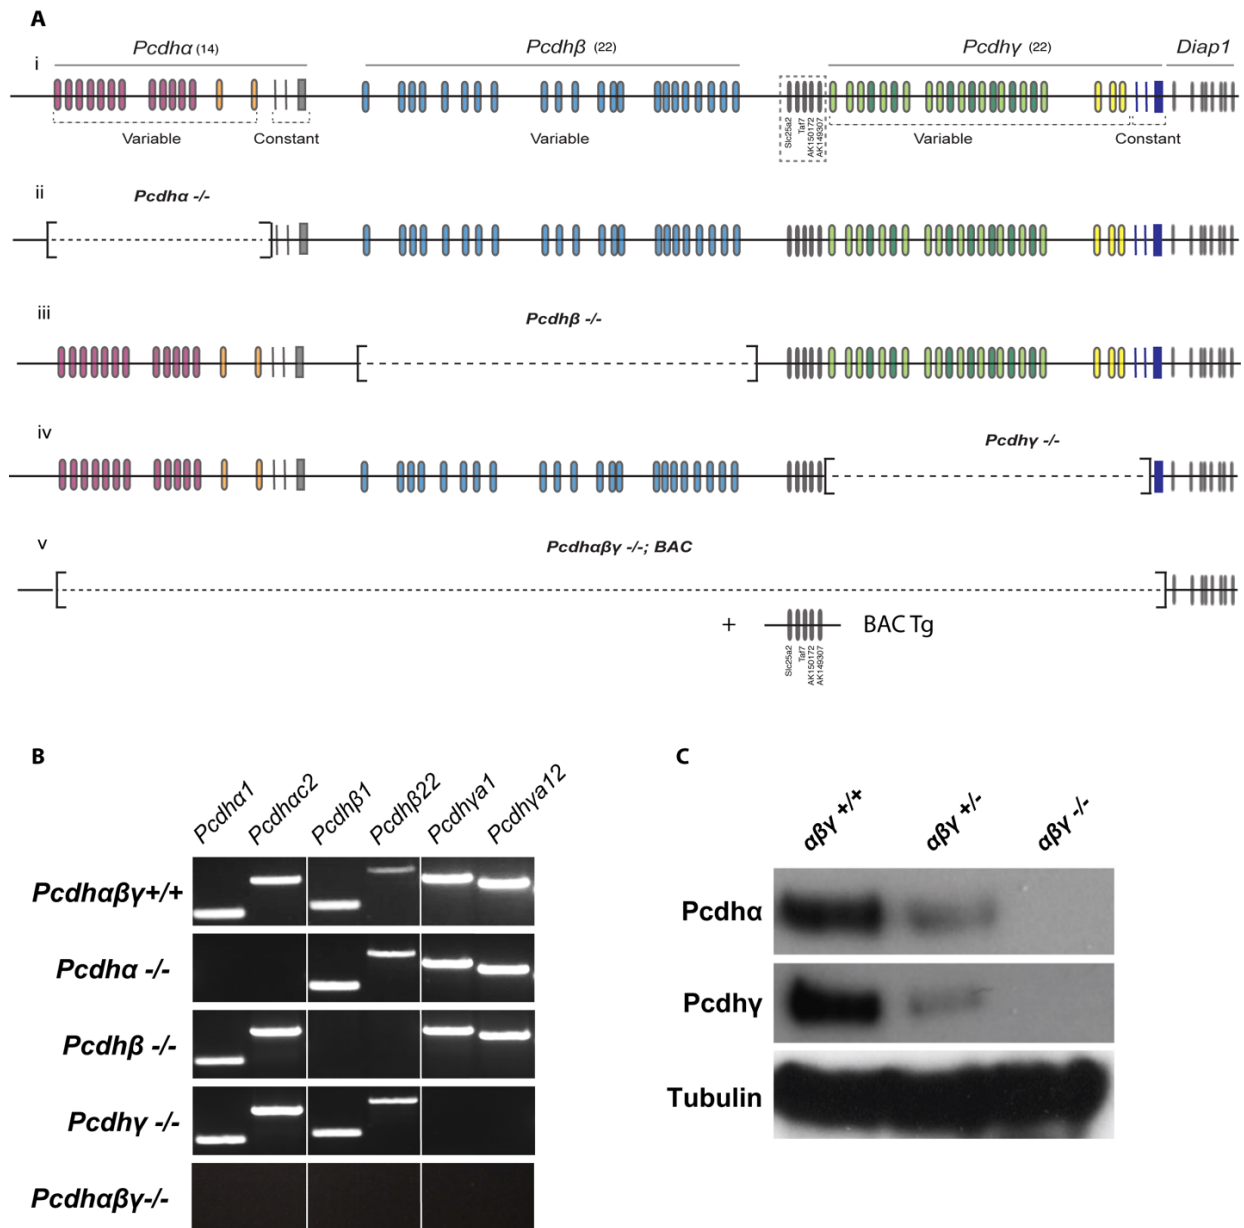 A
Pcdhα (14) Pcdhβ (22) Pcdhγ (22) Diap1
i
Variable Constant Slc25a2 Taf7 AK150172 AK149307 Variable Constant
ii
Pcdhα -/-
iii
Pcdhβ -/-
iv
Pcdhγ -/-
v
Pcdhαβγ -/-; BAC
+ BAC Tg
Slc25a2 Taf7 AK150172 AK149307
B
Pcdhα1 Pcdhαc2 Pcdhβ1 Pcdhβ22 Pcdhγa1 Pcdhγa12
Pcdhαβγ+/+
Pcdhα -/-
Pcdhβ -/-
Pcdhγ -/-
Pcdhαβγ-/-
C
αβγ +/+ αβγ +/- αβγ -/-
Pcdhα
Pcdhγ
Tubulin